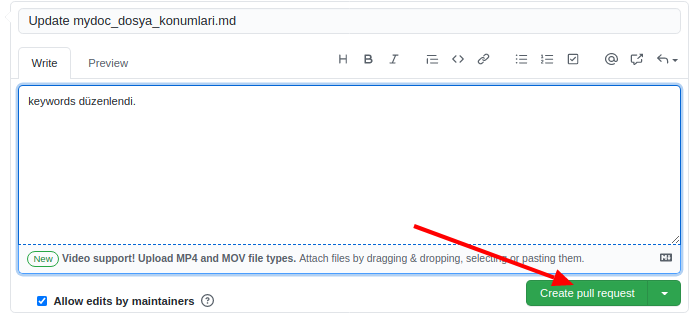 Update mydoc_dosya_konumlari.md
Write Preview
keywords düzenlendi.
New Video support! Upload MP4 and MOV file types. Attach files by dragging & dropping, selecting or pasting them.
Allow edits by maintainers
Create pull request